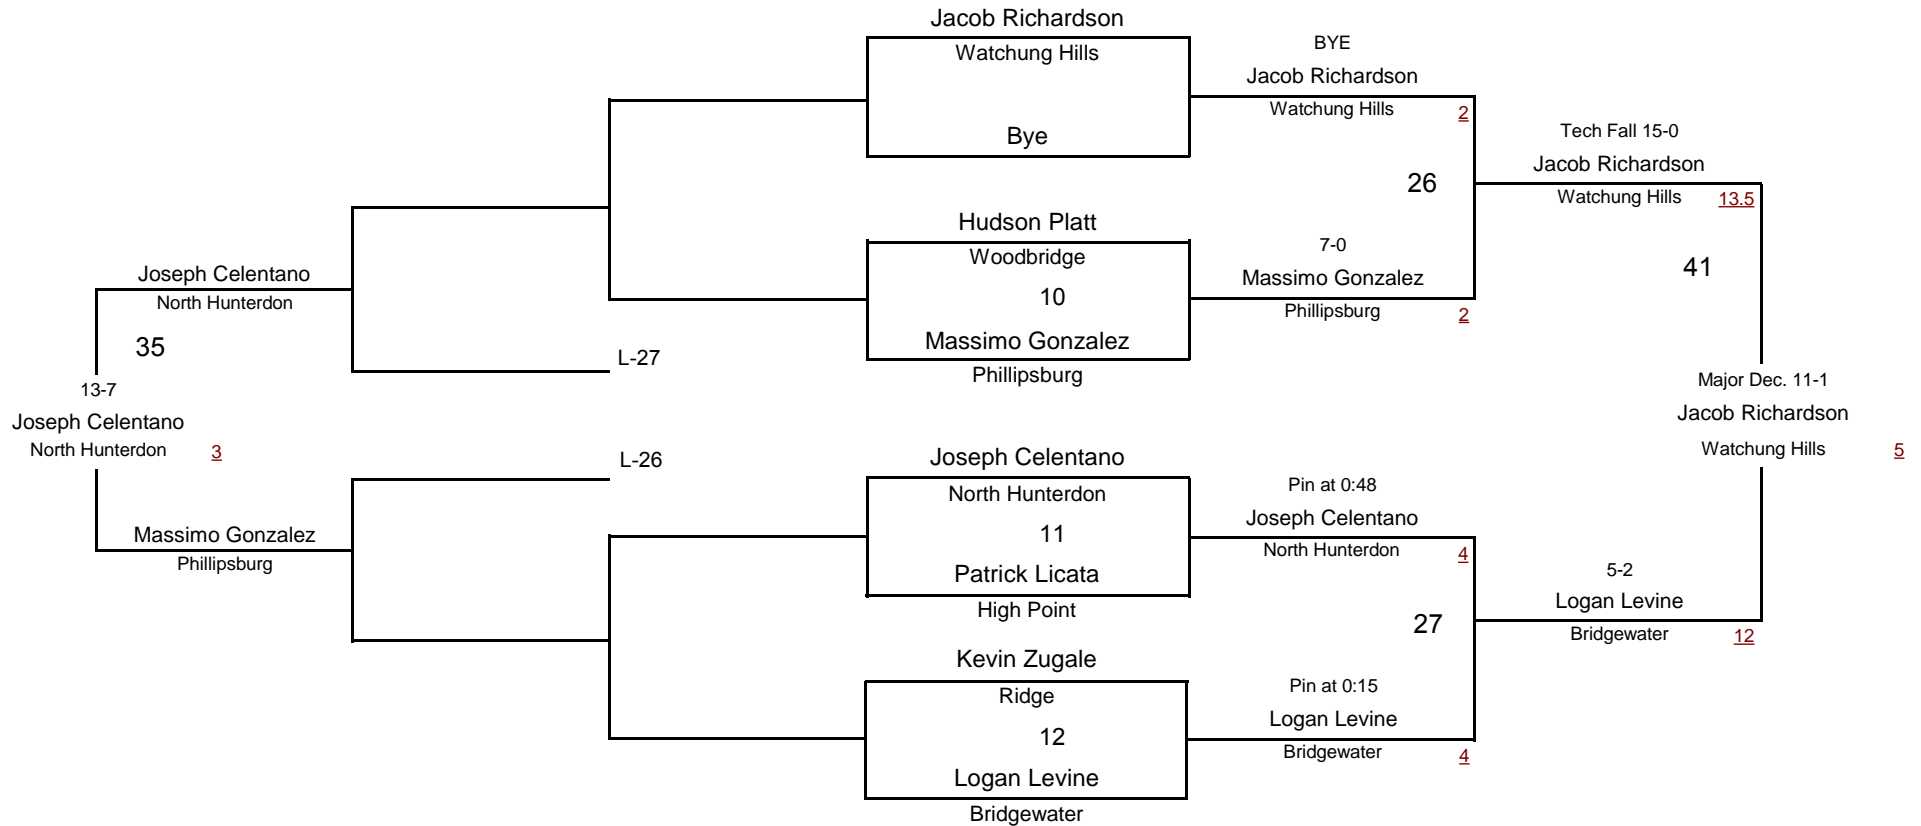 Jacob Richardson
Watchung Hills
Bye
Hudson Platt
Woodbridge
10
Massimo Gonzalez
Phillipsburg
Joseph Celentano
North Hunterdon
11
Patrick Licata
High Point
Kevin Zugale
Ridge
12
Logan Levine
Bridgewater
BYE
Jacob Richardson
Watchung Hills 2
26
7-0
Massimo Gonzalez
Phillipsburg 2
Pin at 0:48
Joseph Celentano
North Hunterdon 4
27
Pin at 0:15
Logan Levine
Bridgewater 4
Tech Fall 15-0
Jacob Richardson
Watchung Hills 13.5
41
5-2
Logan Levine
Bridgewater 12
Major Dec. 11-1
Jacob Richardson
Watchung Hills 5
L-27
L-26
Joseph Celentano
North Hunterdon
35
13-7
Joseph Celentano
North Hunterdon 3
Massimo Gonzalez
Phillipsburg